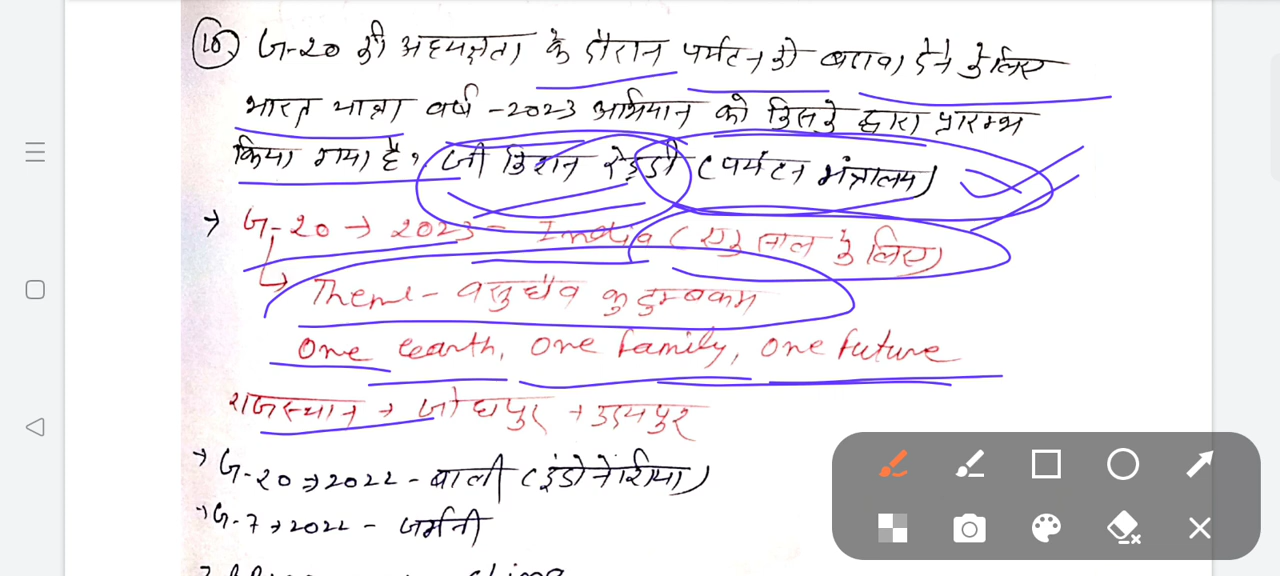 10. G-20 की अध्यक्षता के दौरान पर्यटन को बढावा देने के लिए
भारत यात्रा वर्ष -2023 अभियान को किसके द्वारा प्रारम्भ
किया गया है? जी किशन रेड्डी (पर्यटन मंत्रालय)
→ G-20 → 2023 - India (एक साल के लिए)
↳ Theme - वसुधैव कुटुम्बकम
One Earth, One family, One future
राजस्थान → जोधपुर + उदयपुर
→ G-20 ⇒ 2022 - बाली (इंडोनेशिया)
→ G-7 → 2022 - जर्मनी